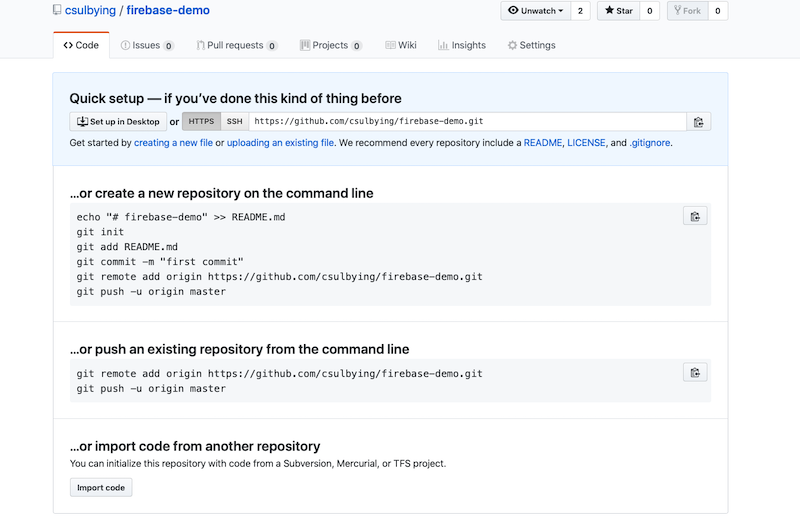 csulbying / firebase-demo
Unwatch 2 Star 0 Fork 0
Code Issues 0 Pull requests 0 Projects 0 Wiki Insights Settings
Quick setup — if you've done this kind of thing before
Set up in Desktop or HTTPS SSH https://github.com/csulbying/firebase-demo.git
Get started by creating a new file or uploading an existing file. We recommend every repository include a README, LICENSE, and .gitignore.
…or create a new repository on the command line
echo "# firebase-demo" >> README.md
git init
git add README.md
git commit -m "first commit"
git remote add origin https://github.com/csulbying/firebase-demo.git
git push -u origin master
…or push an existing repository from the command line
git remote add origin https://github.com/csulbying/firebase-demo.git
git push -u origin master
…or import code from another repository
You can initialize this repository with code from a Subversion, Mercurial, or TFS project.
Import code